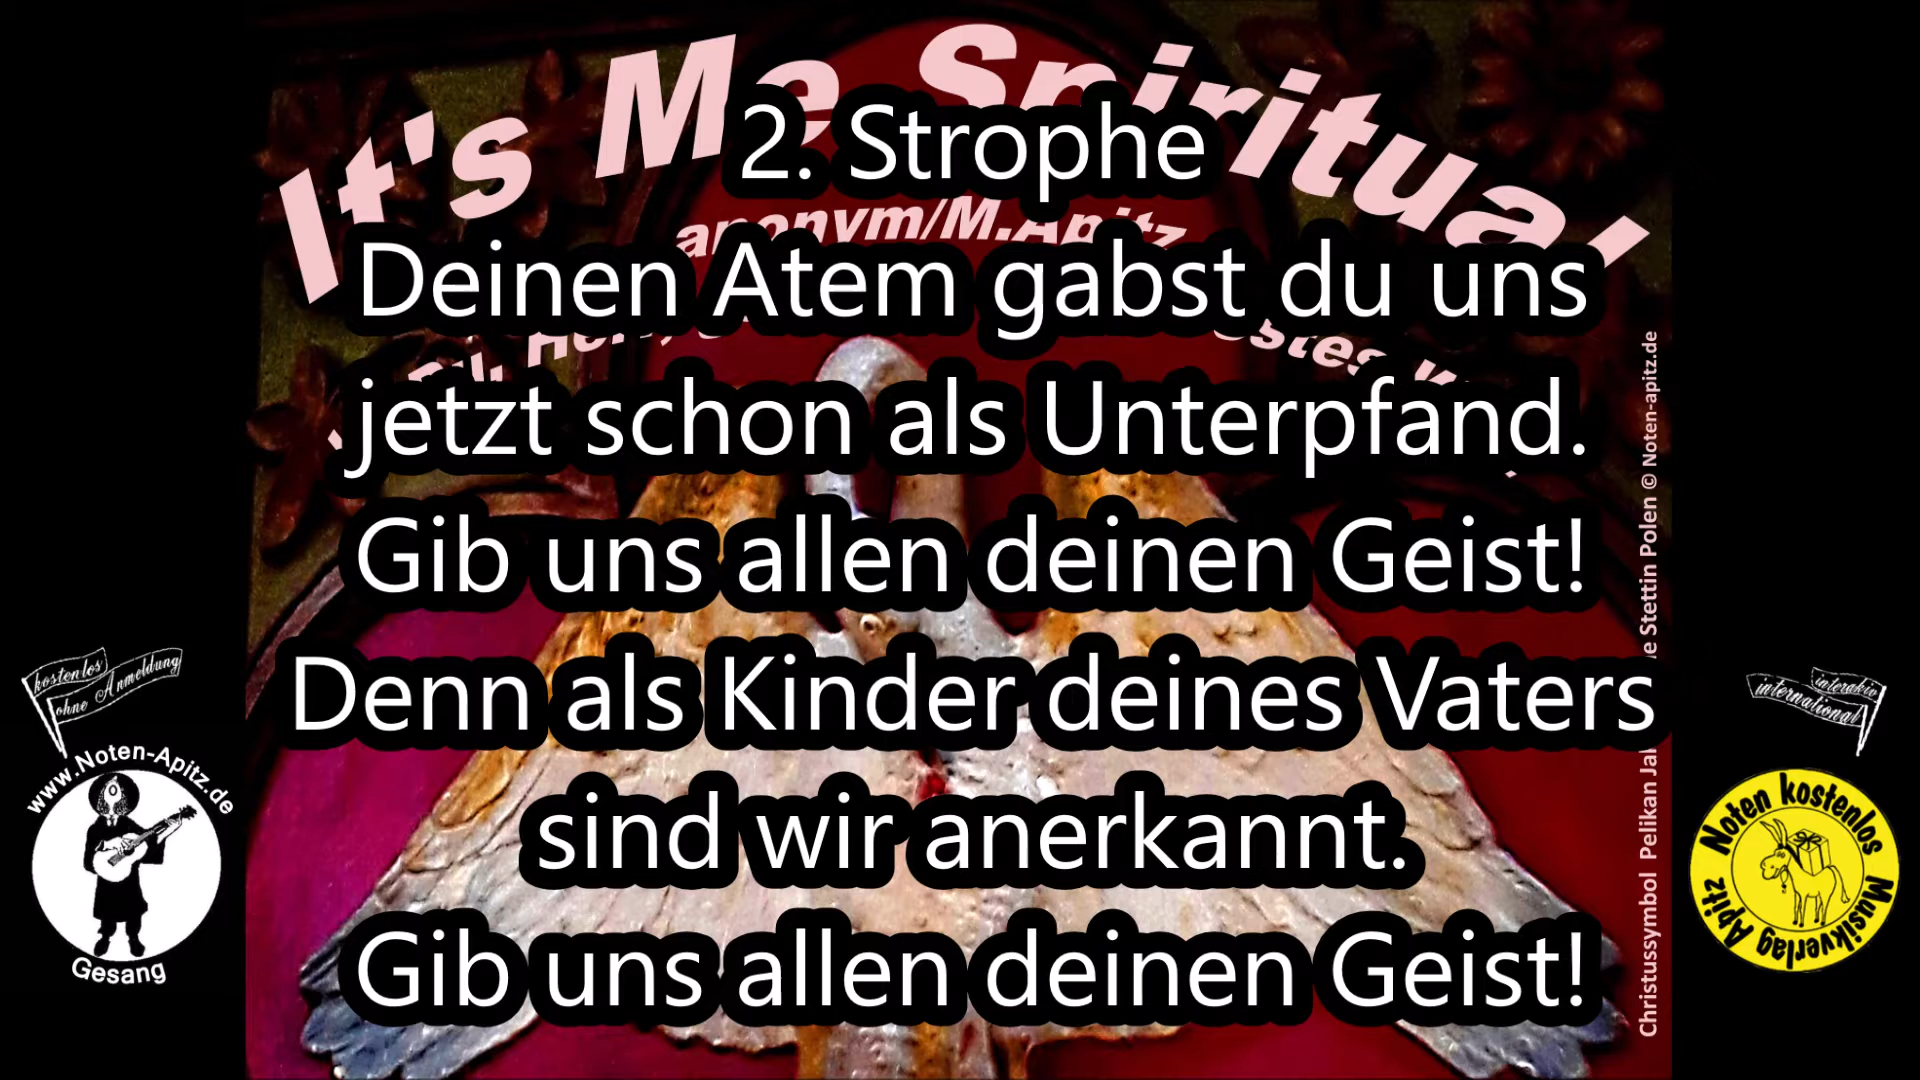 It's Me Spiritual
2. Strophe
anonym/M.Apitz
Deinen Atem gabst du uns
jetzt schon als Unterpfand.
Gib uns allen deinen Geist!
Denn als Kinder deines Vaters
sind wir anerkannt.
Gib uns allen deinen Geist!
kostenlos
ohne Anmeldung
www.Noten-Apitz.de
Gesang
interaktiv
international
Noten kostenlos
Musikverlag Apitz
Christussymbol Pelikan Stettin Polen © Noten-apitz.de